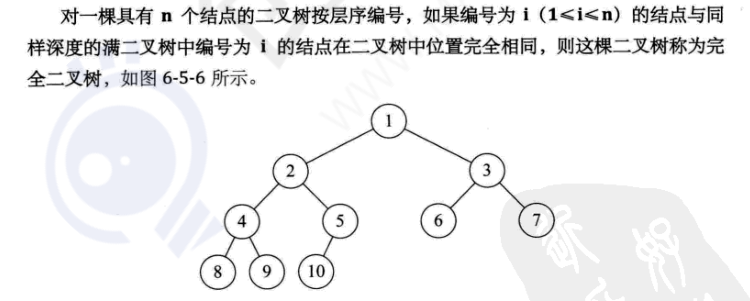 对一棵具有 n 个结点的二叉树按层序编号，如果编号为 i（1≤i≤n）的结点与同
样深度的满二叉树中编号为 i 的结点在二叉树中位置完全相同，则这棵二叉树称为完
全二叉树，如图 6-5-6 所示。
1
2 3
4 5 6 7
8 9 10